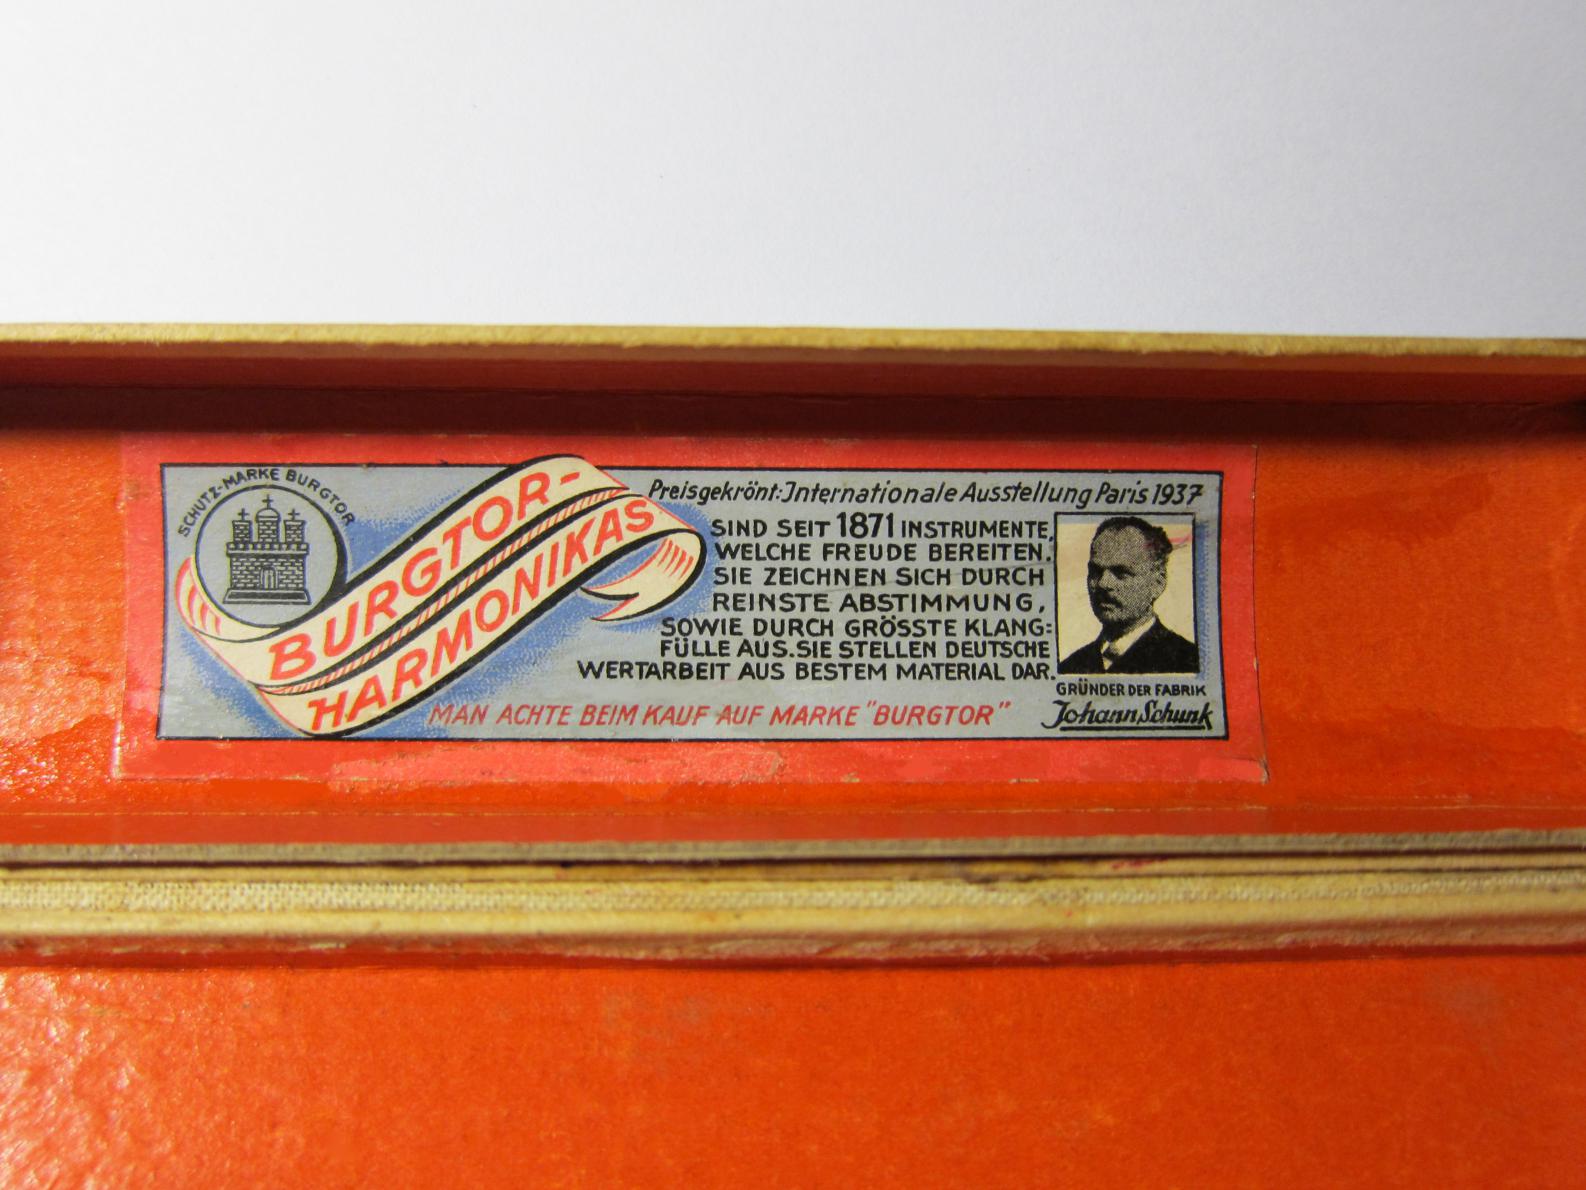 SCHUTZ-MARKE BURGTOR
BURGTOR-
HARMONIKAS
Preisgekrönt: Internationale Ausstellung Paris 1937
SIND SEIT 1871 INSTRUMENTE,
WELCHE FREUDE BEREITEN.
SIE ZEICHNEN SICH DURCH
REINSTE ABSTIMMUNG,
SOWIE DURCH GRÖSSTE KLANG=
FÜLLE AUS. SIE STELLEN DEUTSCHE
WERTARBEIT AUS BESTEM MATERIAL DAR.
MAN ACHTE BEIM KAUF AUF MARKE "BURGTOR"
GRÜNDER DER FABRIK
Johann Schunk